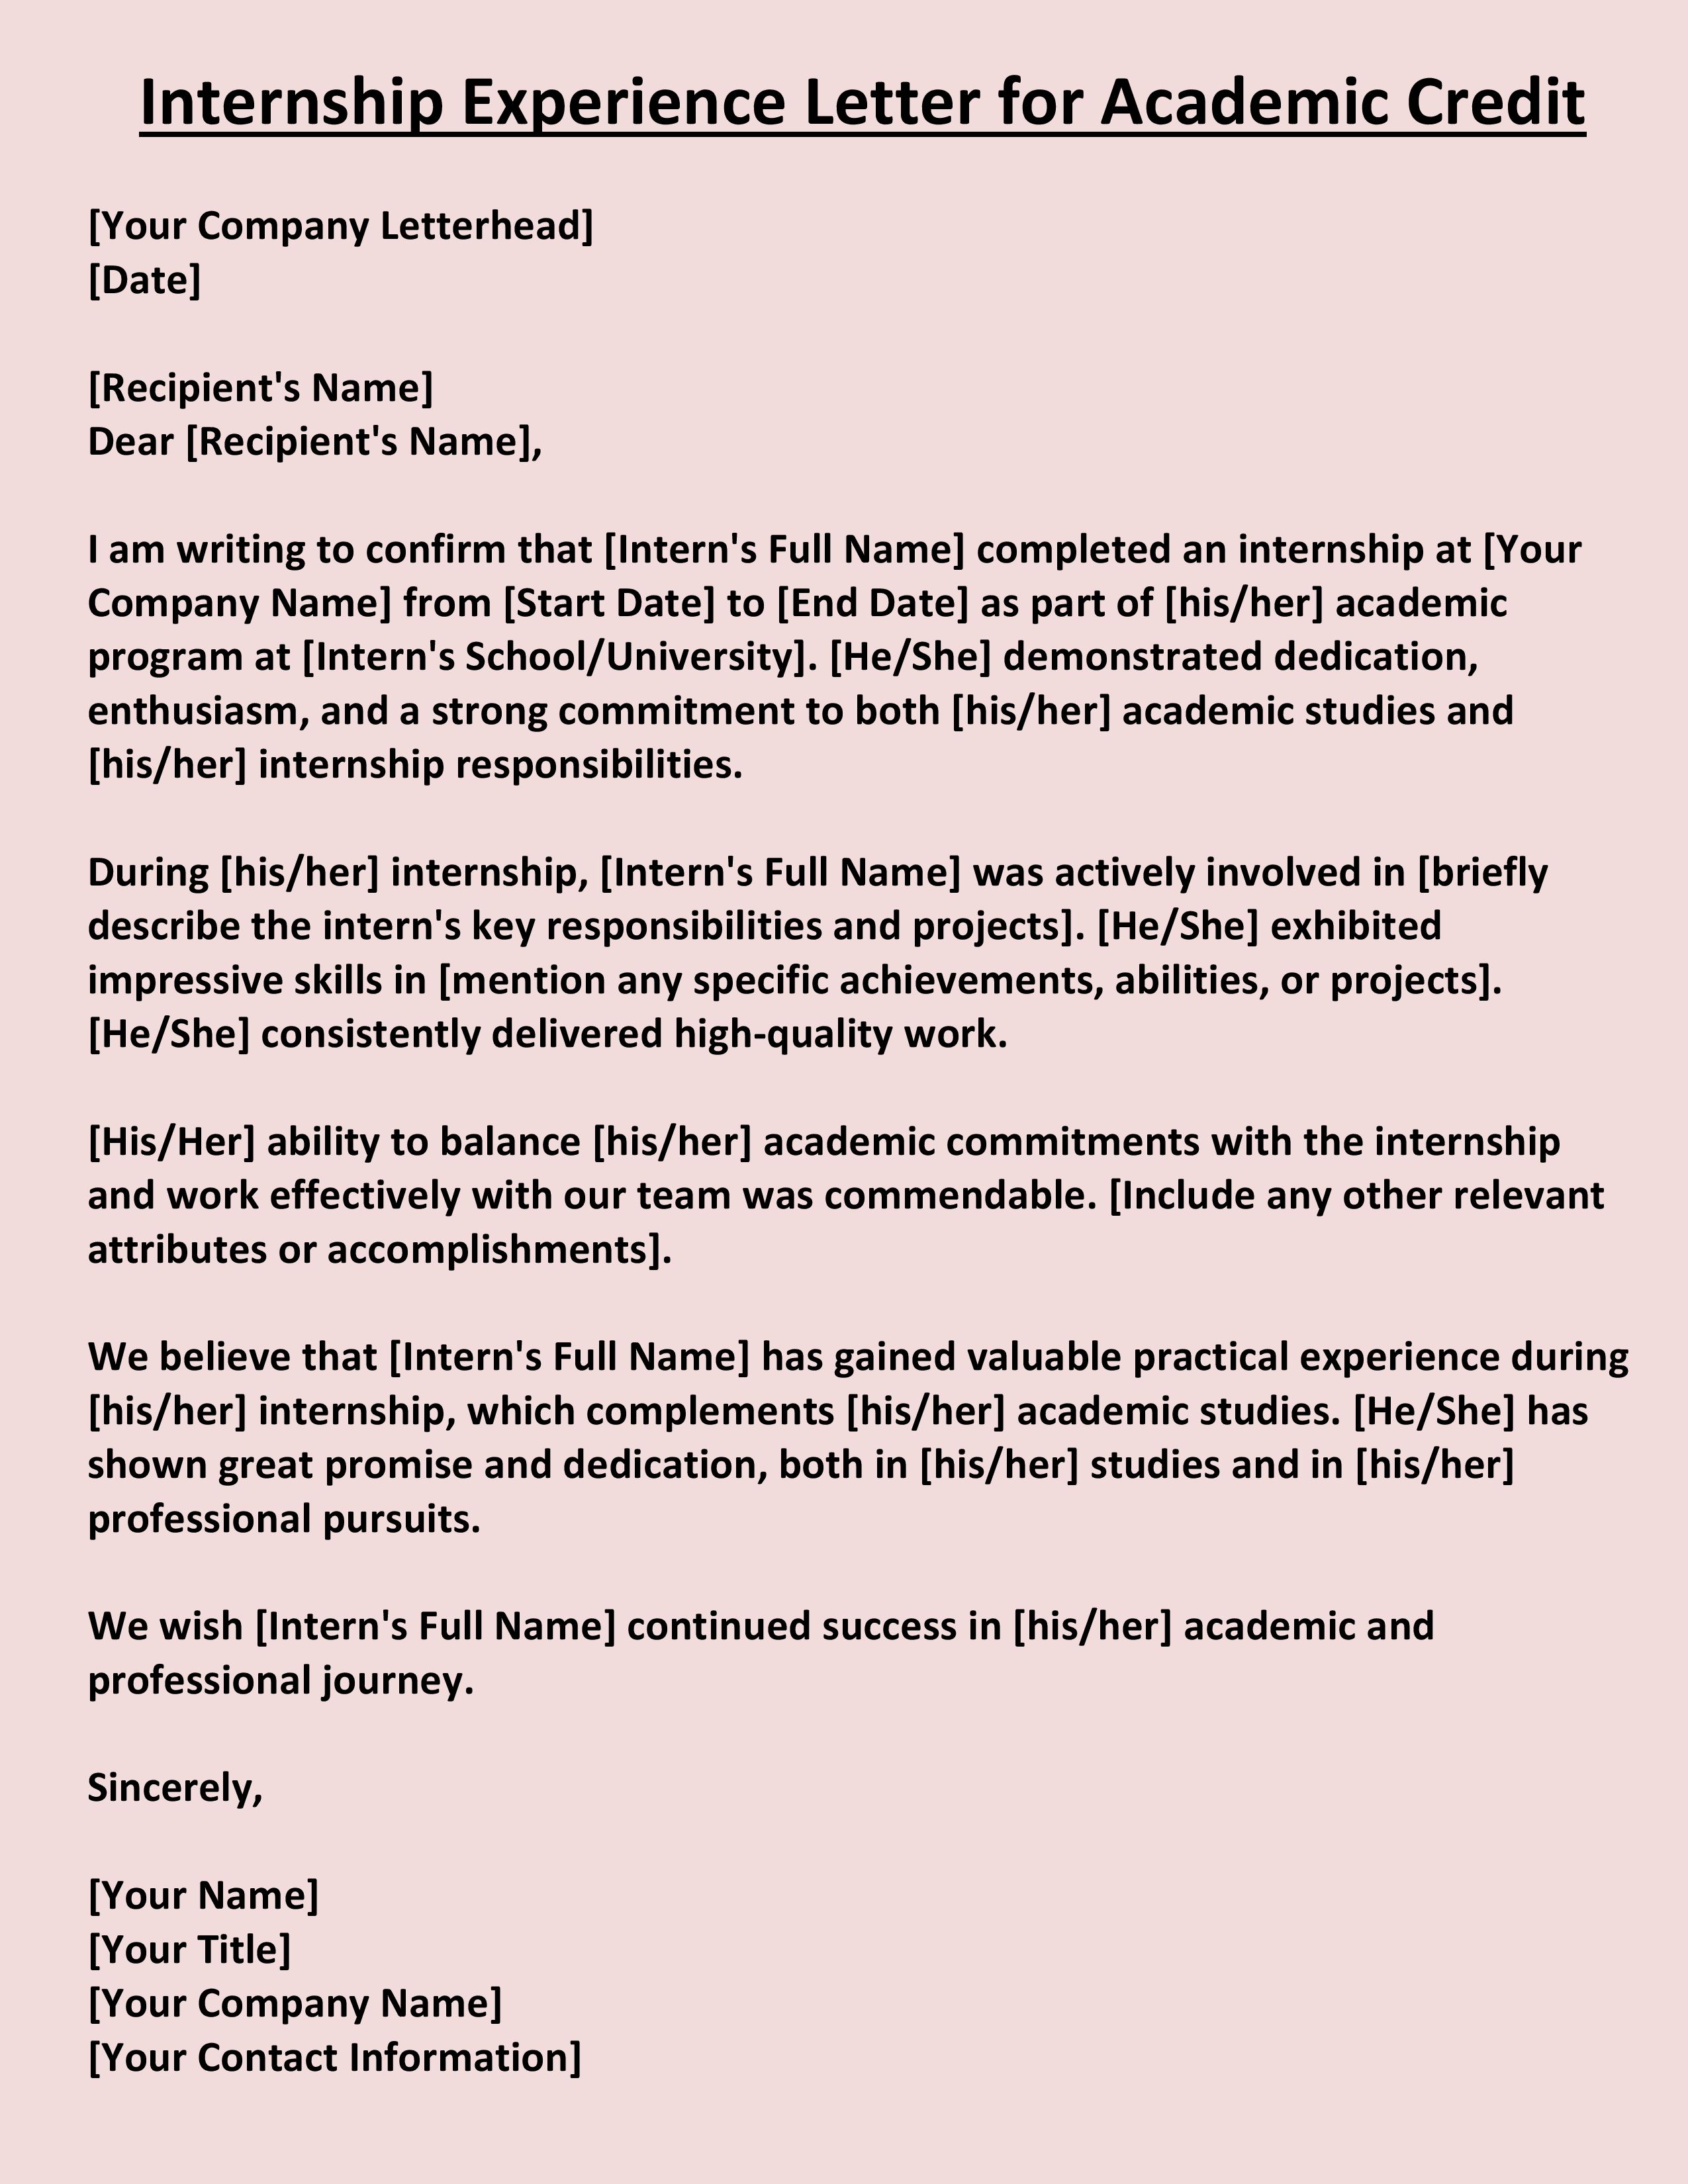 Internship Experience Letter for Academic Credit
[Your Company Letterhead]
[Date]
[Recipient's Name]
Dear [Recipient's Name],
I am writing to confirm that [Intern's Full Name] completed an internship at [Your
Company Name] from [Start Date] to [End Date] as part of [his/her] academic
program at [Intern's School/University]. [He/She] demonstrated dedication,
enthusiasm, and a strong commitment to both [his/her] academic studies and
[his/her] internship responsibilities.
During [his/her] internship, [Intern's Full Name] was actively involved in [briefly
describe the intern's key responsibilities and projects]. [He/She] exhibited
impressive skills in [mention any specific achievements, abilities, or projects].
[He/She] consistently delivered high-quality work.
[His/Her] ability to balance [his/her] academic commitments with the internship
and work effectively with our team was commendable. [Include any other relevant
attributes or accomplishments].
We believe that [Intern's Full Name] has gained valuable practical experience during
[his/her] internship, which complements [his/her] academic studies. [He/She] has
shown great promise and dedication, both in [his/her] studies and in [his/her]
professional pursuits.
We wish [Intern's Full Name] continued success in [his/her] academic and
professional journey.
Sincerely,
[Your Name]
[Your Title]
[Your Company Name]
[Your Contact Information]